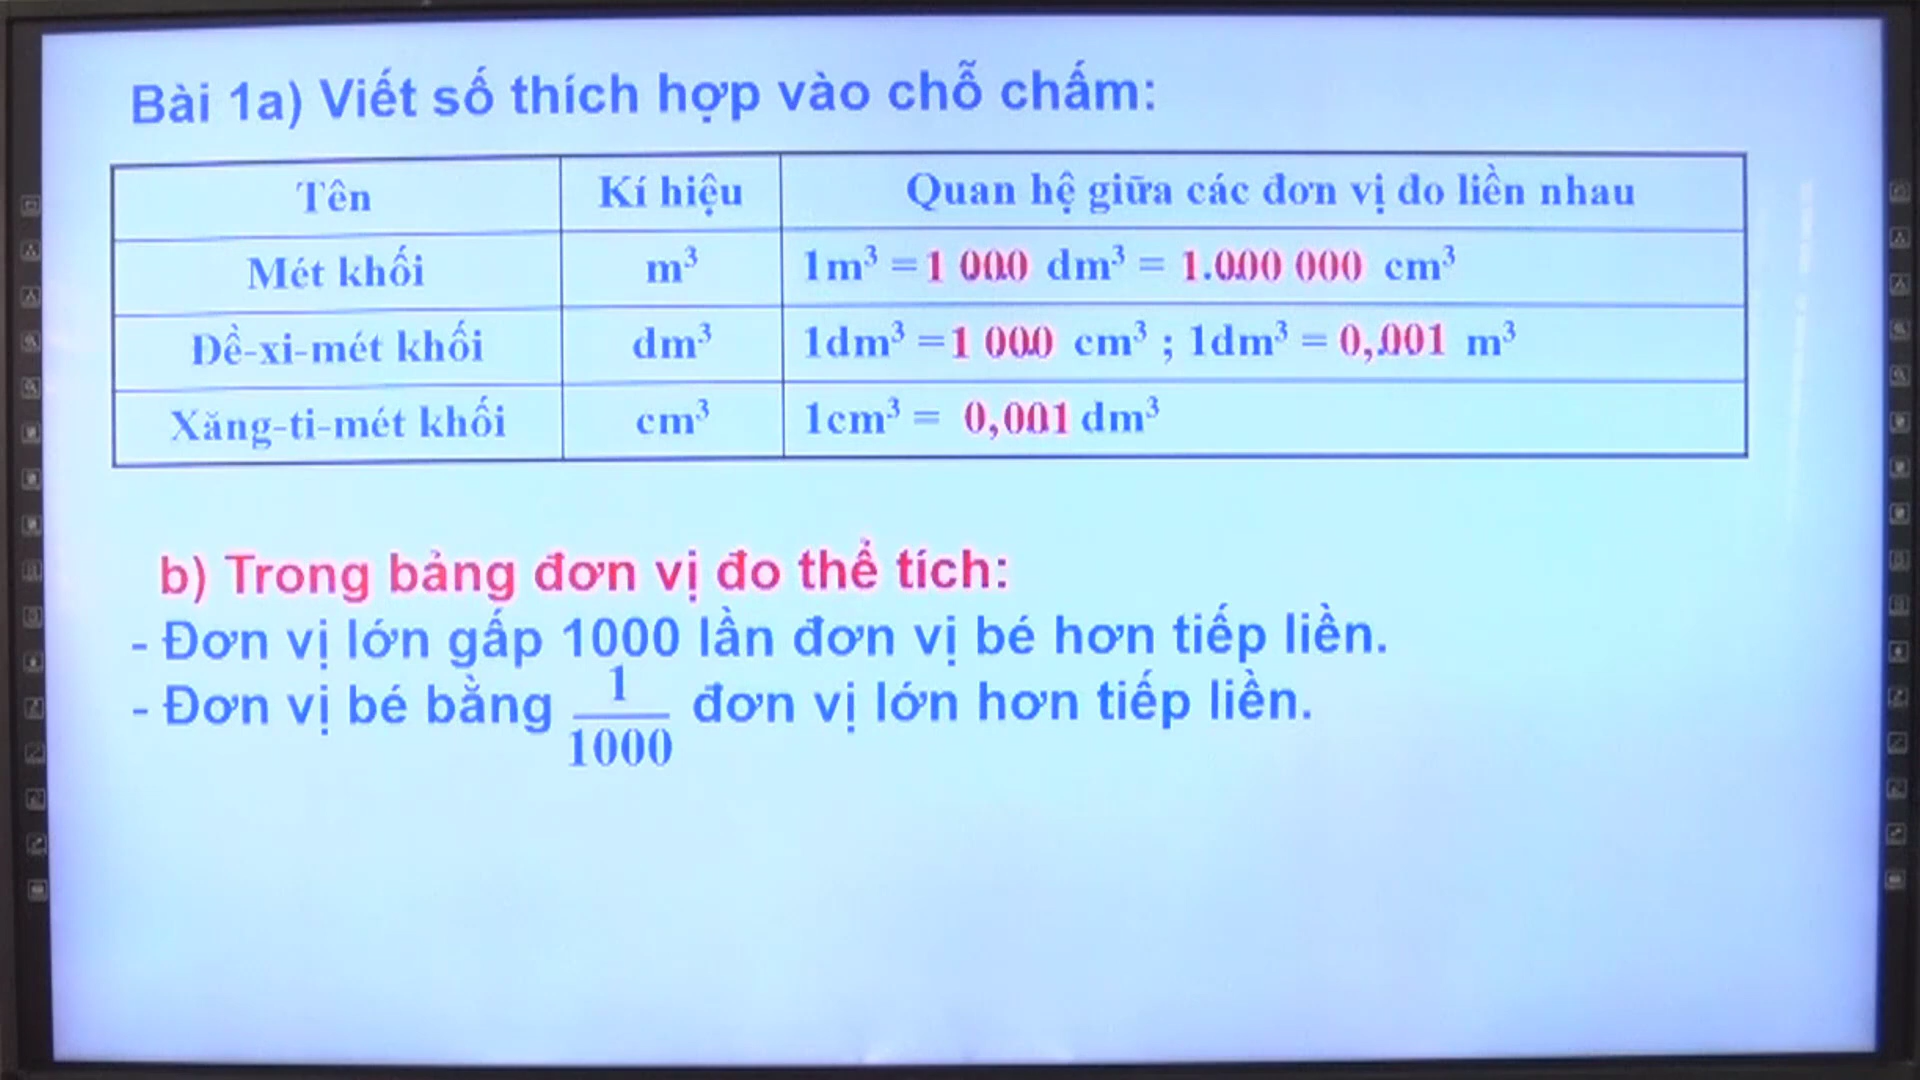 Bài 1a) Viết số thích hợp vào chỗ chấm:
Tên Kí hiệu Quan hệ giữa các đơn vị đo liền nhau
Mét khối m³ 1m³ = 1 000 dm³ = 1 000 000 cm³
Đề-xi-mét khối dm³ 1dm³ = 1 000 cm³ ; 1dm³ = 0,001 m³
Xăng-ti-mét khối cm³ 1cm³ = 0,001 dm³
b) Trong bảng đơn vị đo thể tích:
- Đơn vị lớn gấp 1000 lần đơn vị bé hơn tiếp liền.
- Đơn vị bé bằng 1/1000 đơn vị lớn hơn tiếp liền.